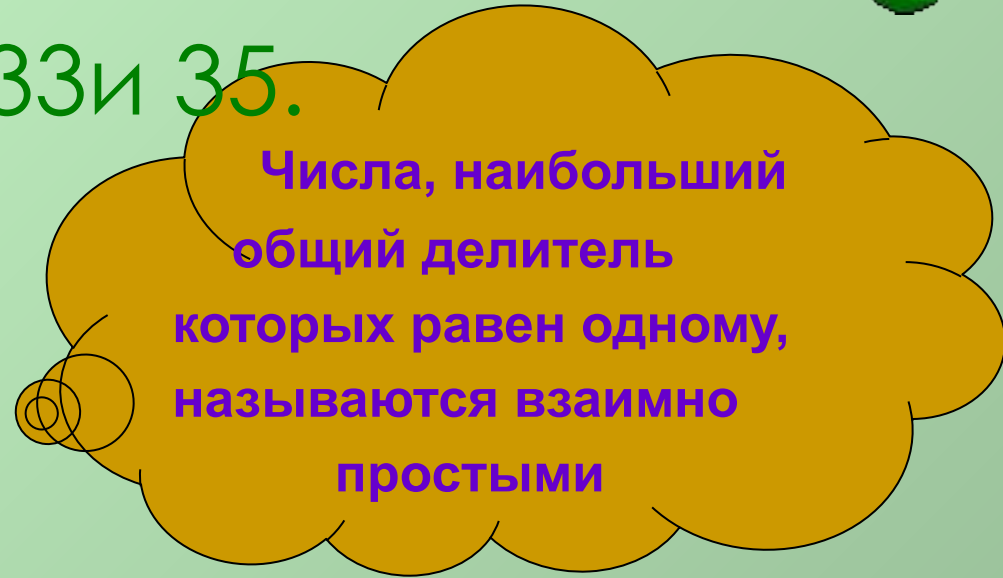 33и 35.
Числа, наибольший
общий делитель
которых равен одному,
называются взаимно
простыми